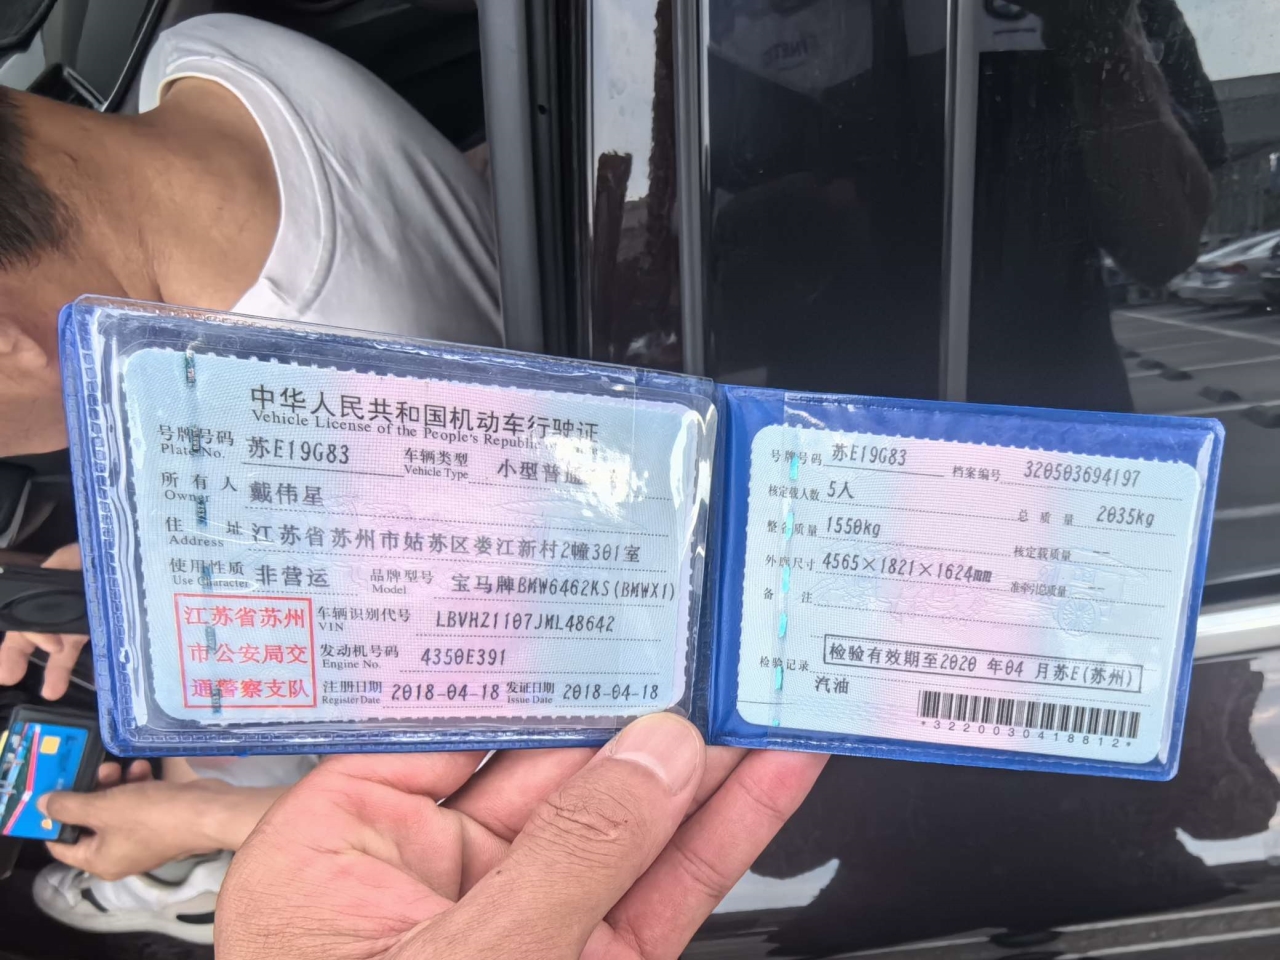 中华人民共和国机动车行驶证
Vehicle License of the People's Republic
号牌号码 苏E19G83 车辆类型 小型普通
Plate No. Vehicle Type
所有人 戴伟星
Owner
住址 江苏省苏州市姑苏区娄江新村2幢301室
Address
使用性质 非营运 品牌型号 宝马牌BMW6462KS(BMWX1)
Use Character Model
江苏省苏州
市公安局交
通警察支队
车辆识别代号 LBVHZ1107JML48642
VIN
发动机号码 4350E391
Engine No.
注册日期 2018-04-18 发证日期 2018-04-18
Register Date Issue Date
号牌号码 苏E19G83 档案编号 320503694197
核定载人数 5人 总质量 2035kg
整备质量 1550kg 核定载质量 --
外廓尺寸 4565×1821×1624mm 准牵引总质量 --
备注
检验记录 检验有效期至2020年04月苏E(苏州)
汽油
*3220030418812*